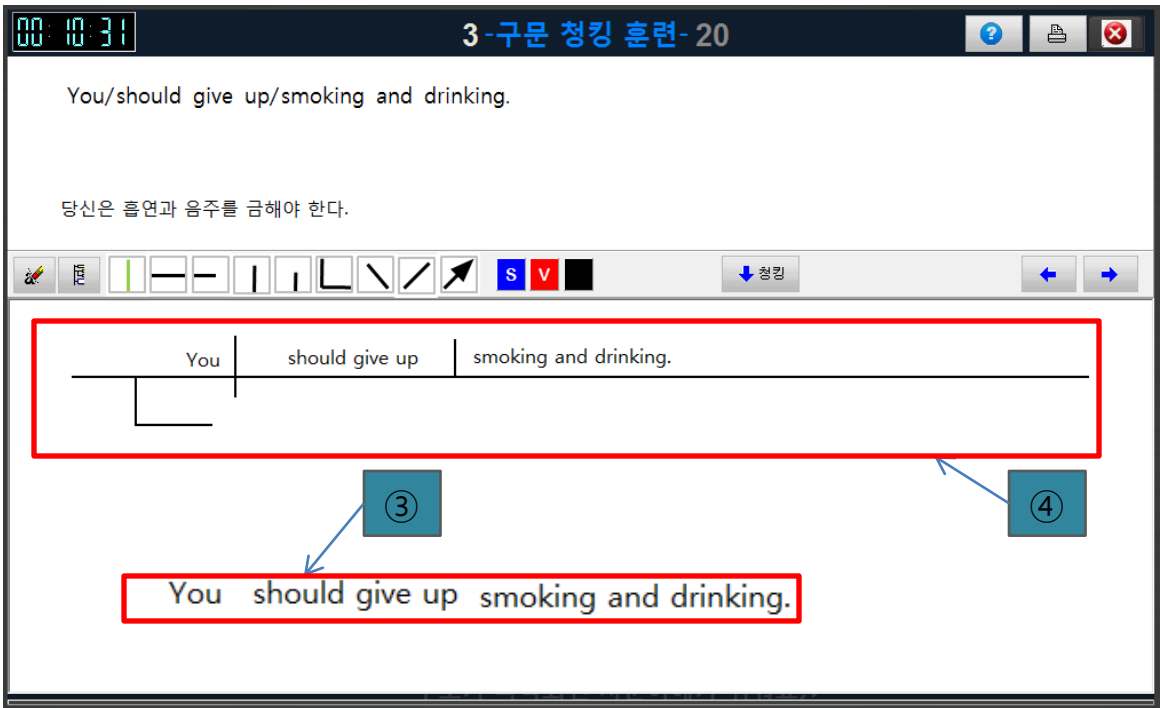 00:10:31 3-구문 청킹 훈련- 20
You/should give up/smoking and drinking.
당신은 흡연과 음주를 금해야 한다.
S V 청킹
You should give up smoking and drinking.
③ ④
You should give up smoking and drinking.